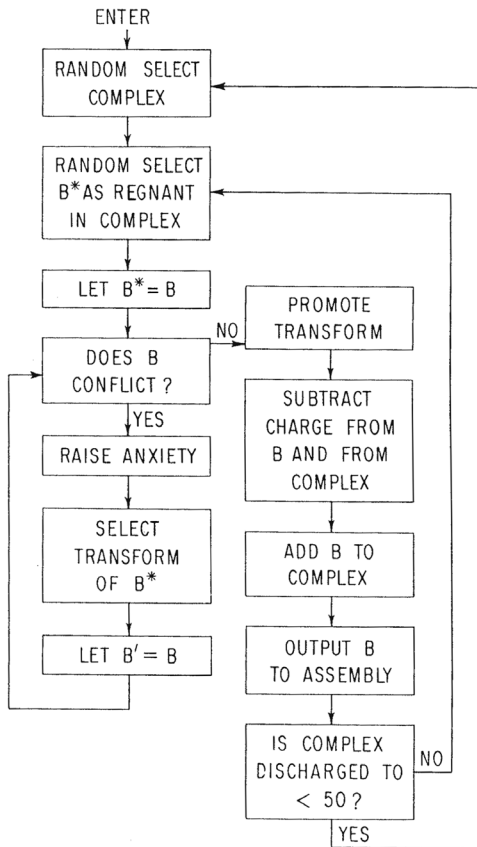 ENTER
RANDOM SELECT
COMPLEX
RANDOM SELECT
B* AS REGNANT
IN COMPLEX
LET B* = B
DOES B
CONFLICT?
NO
YES
RAISE ANXIETY
SELECT
TRANSFORM
OF B*
LET B′ = B
PROMOTE
TRANSFORM
SUBTRACT
CHARGE FROM
B AND FROM
COMPLEX
ADD B TO
COMPLEX
OUTPUT B
TO ASSEMBLY
IS COMPLEX
DISCHARGED TO
< 50?
NO
YES